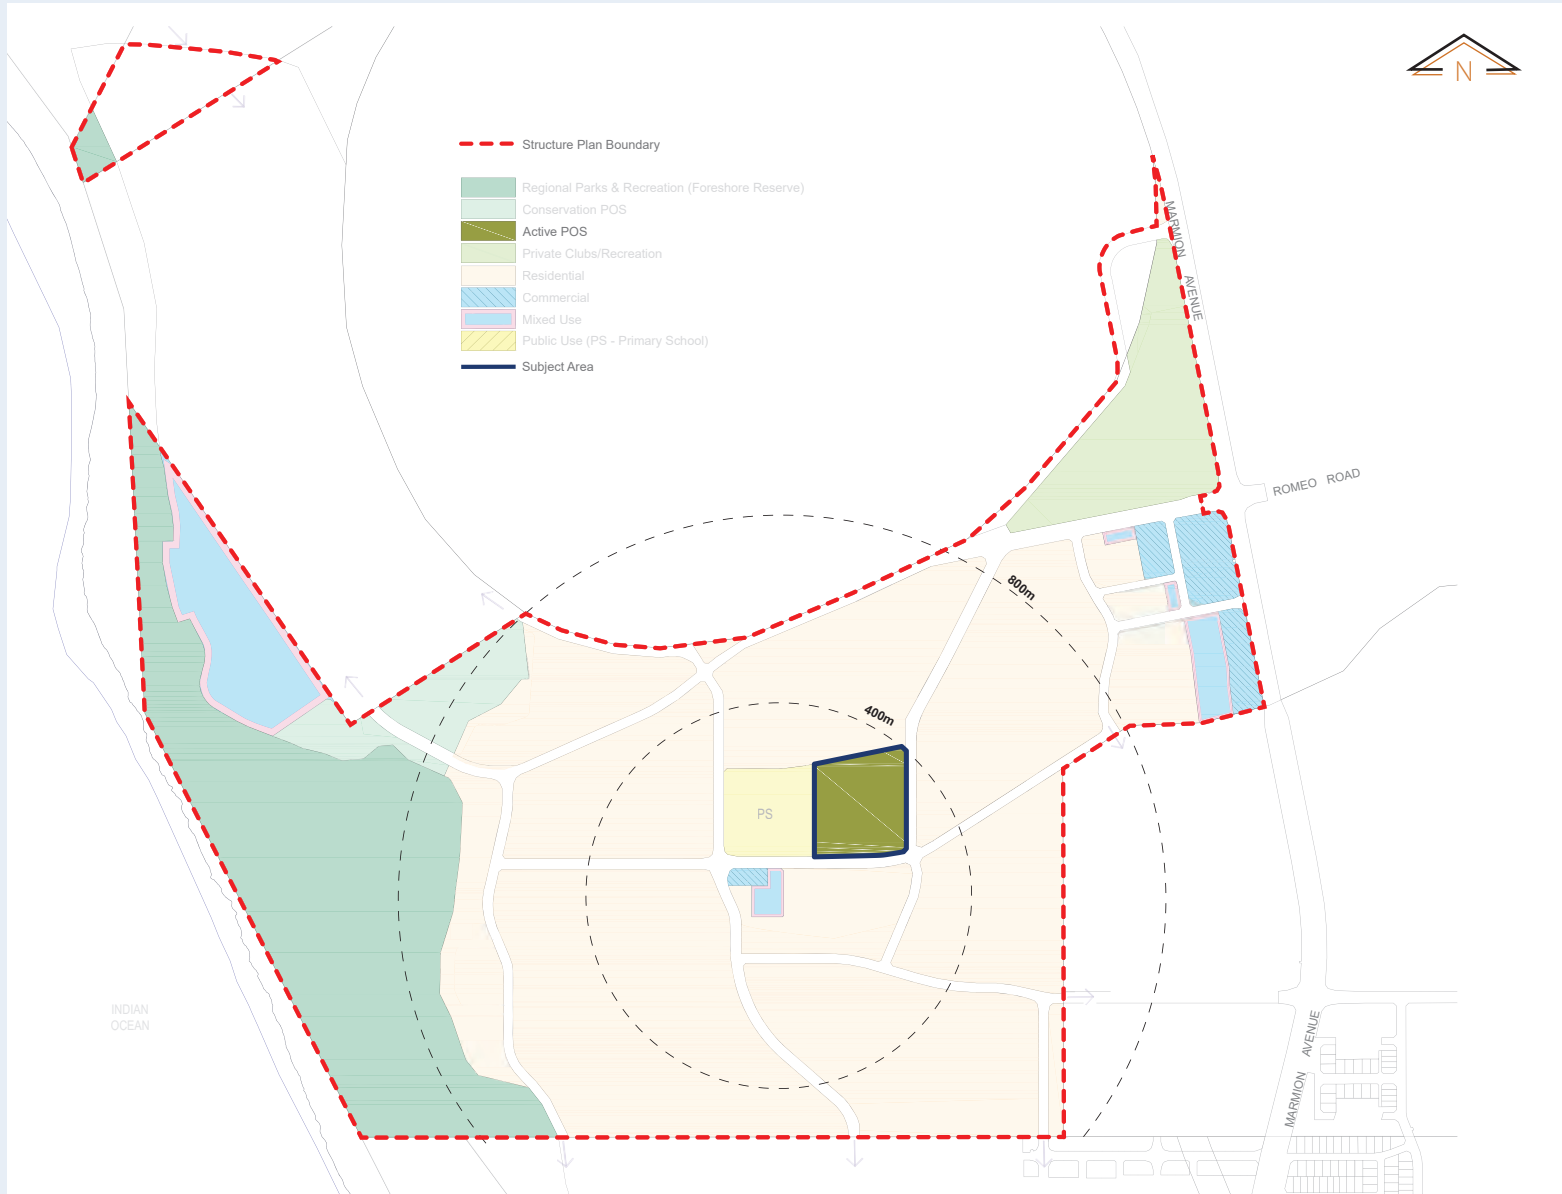 N
Structure Plan Boundary
Regional Parks & Recreation (Foreshore Reserve)
Conservation POS
Active POS
Private Clubs/Recreation
Residential
Commercial
Mixed Use
Public Use (PS - Primary School)
Subject Area
MARMION AVENUE
ROMEO ROAD
800m
400m
PS
INDIAN
OCEAN
MARMION AVENUE